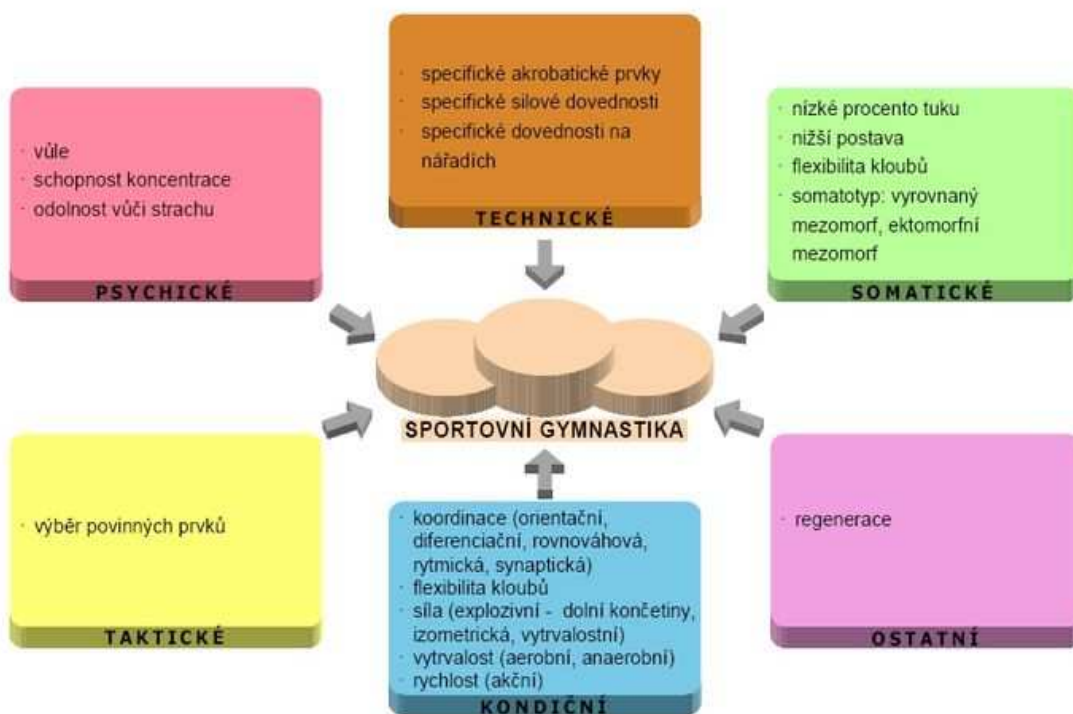 · vůle
· schopnost koncentrace
· odolnost vůči strachu
PSYCHICKÉ
· specifické akrobatické prvky
· specifické silové dovednosti
· specifické dovednosti na
nářadích
TECHNICKÉ
· nízké procento tuku
· nižší postava
· flexibilita kloubů
· somatotyp: vyrovnaný
mezomorf, ektomorfní
mezomorf
SOMATICKÉ
SPORTOVNÍ GYMNASTIKA
· výběr povinných prvků
TAKTICKÉ
· koordinace (orientační,
diferenciační, rovnováhová,
rytmická, synaptická)
· flexibilita kloubů
· síla (explozivní - dolní končetiny,
izometrická, vytrvalostní)
· vytrvalost (aerobní, anaerobní)
· rychlost (akční)
KONDIČNÍ
· regenerace
OSTATNÍ